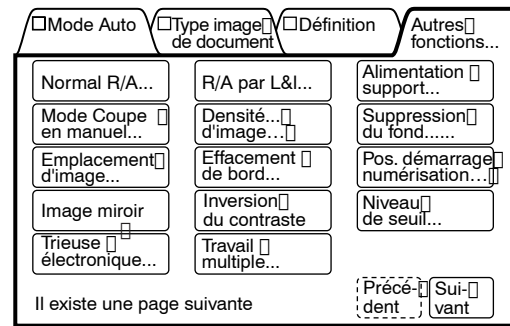 Mode Auto
Type image
de document
Définition
Autres
fonctions...
Normal R/A...
R/A par L&I...
Alimentation
support...
Mode Coupe
en manuel...
Densité...
d'image...
Suppression
du fond......
Emplacement
d'image...
Effacement
de bord...
Pos. démarrage
numérisation...
Image miroir
Inversion
du contraste
Niveau
de seuil...
Trieuse
électronique...
Travail
multiple...
Il existe une page suivante
Précé-
dent
Sui-
vant